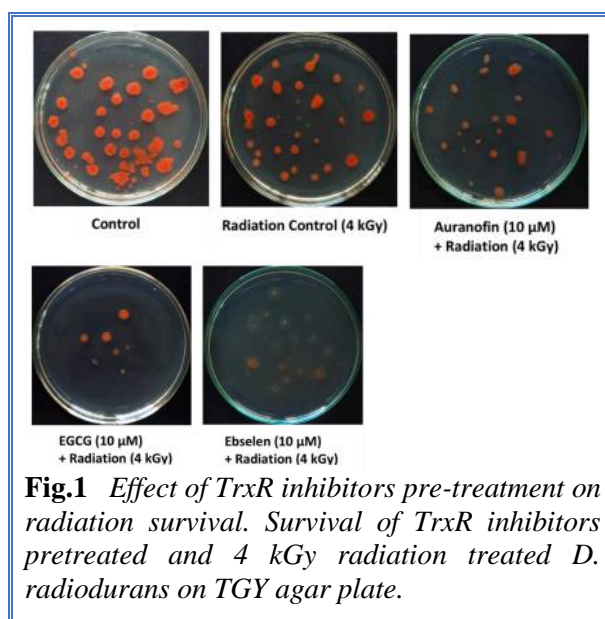 Control
Radiation Control (4 kGy)
Auranofin (10 µM)
+ Radiation (4 kGy)
EGCG (10 µM)
+ Radiation (4 kGy)
Ebselen (10 µM)
+ Radiation (4 kGy)
Fig.1 Effect of TrxR inhibitors pre-treatment on
radiation survival. Survival of TrxR inhibitors
pretreated and 4 kGy radiation treated D.
radiodurans on TGY agar plate.